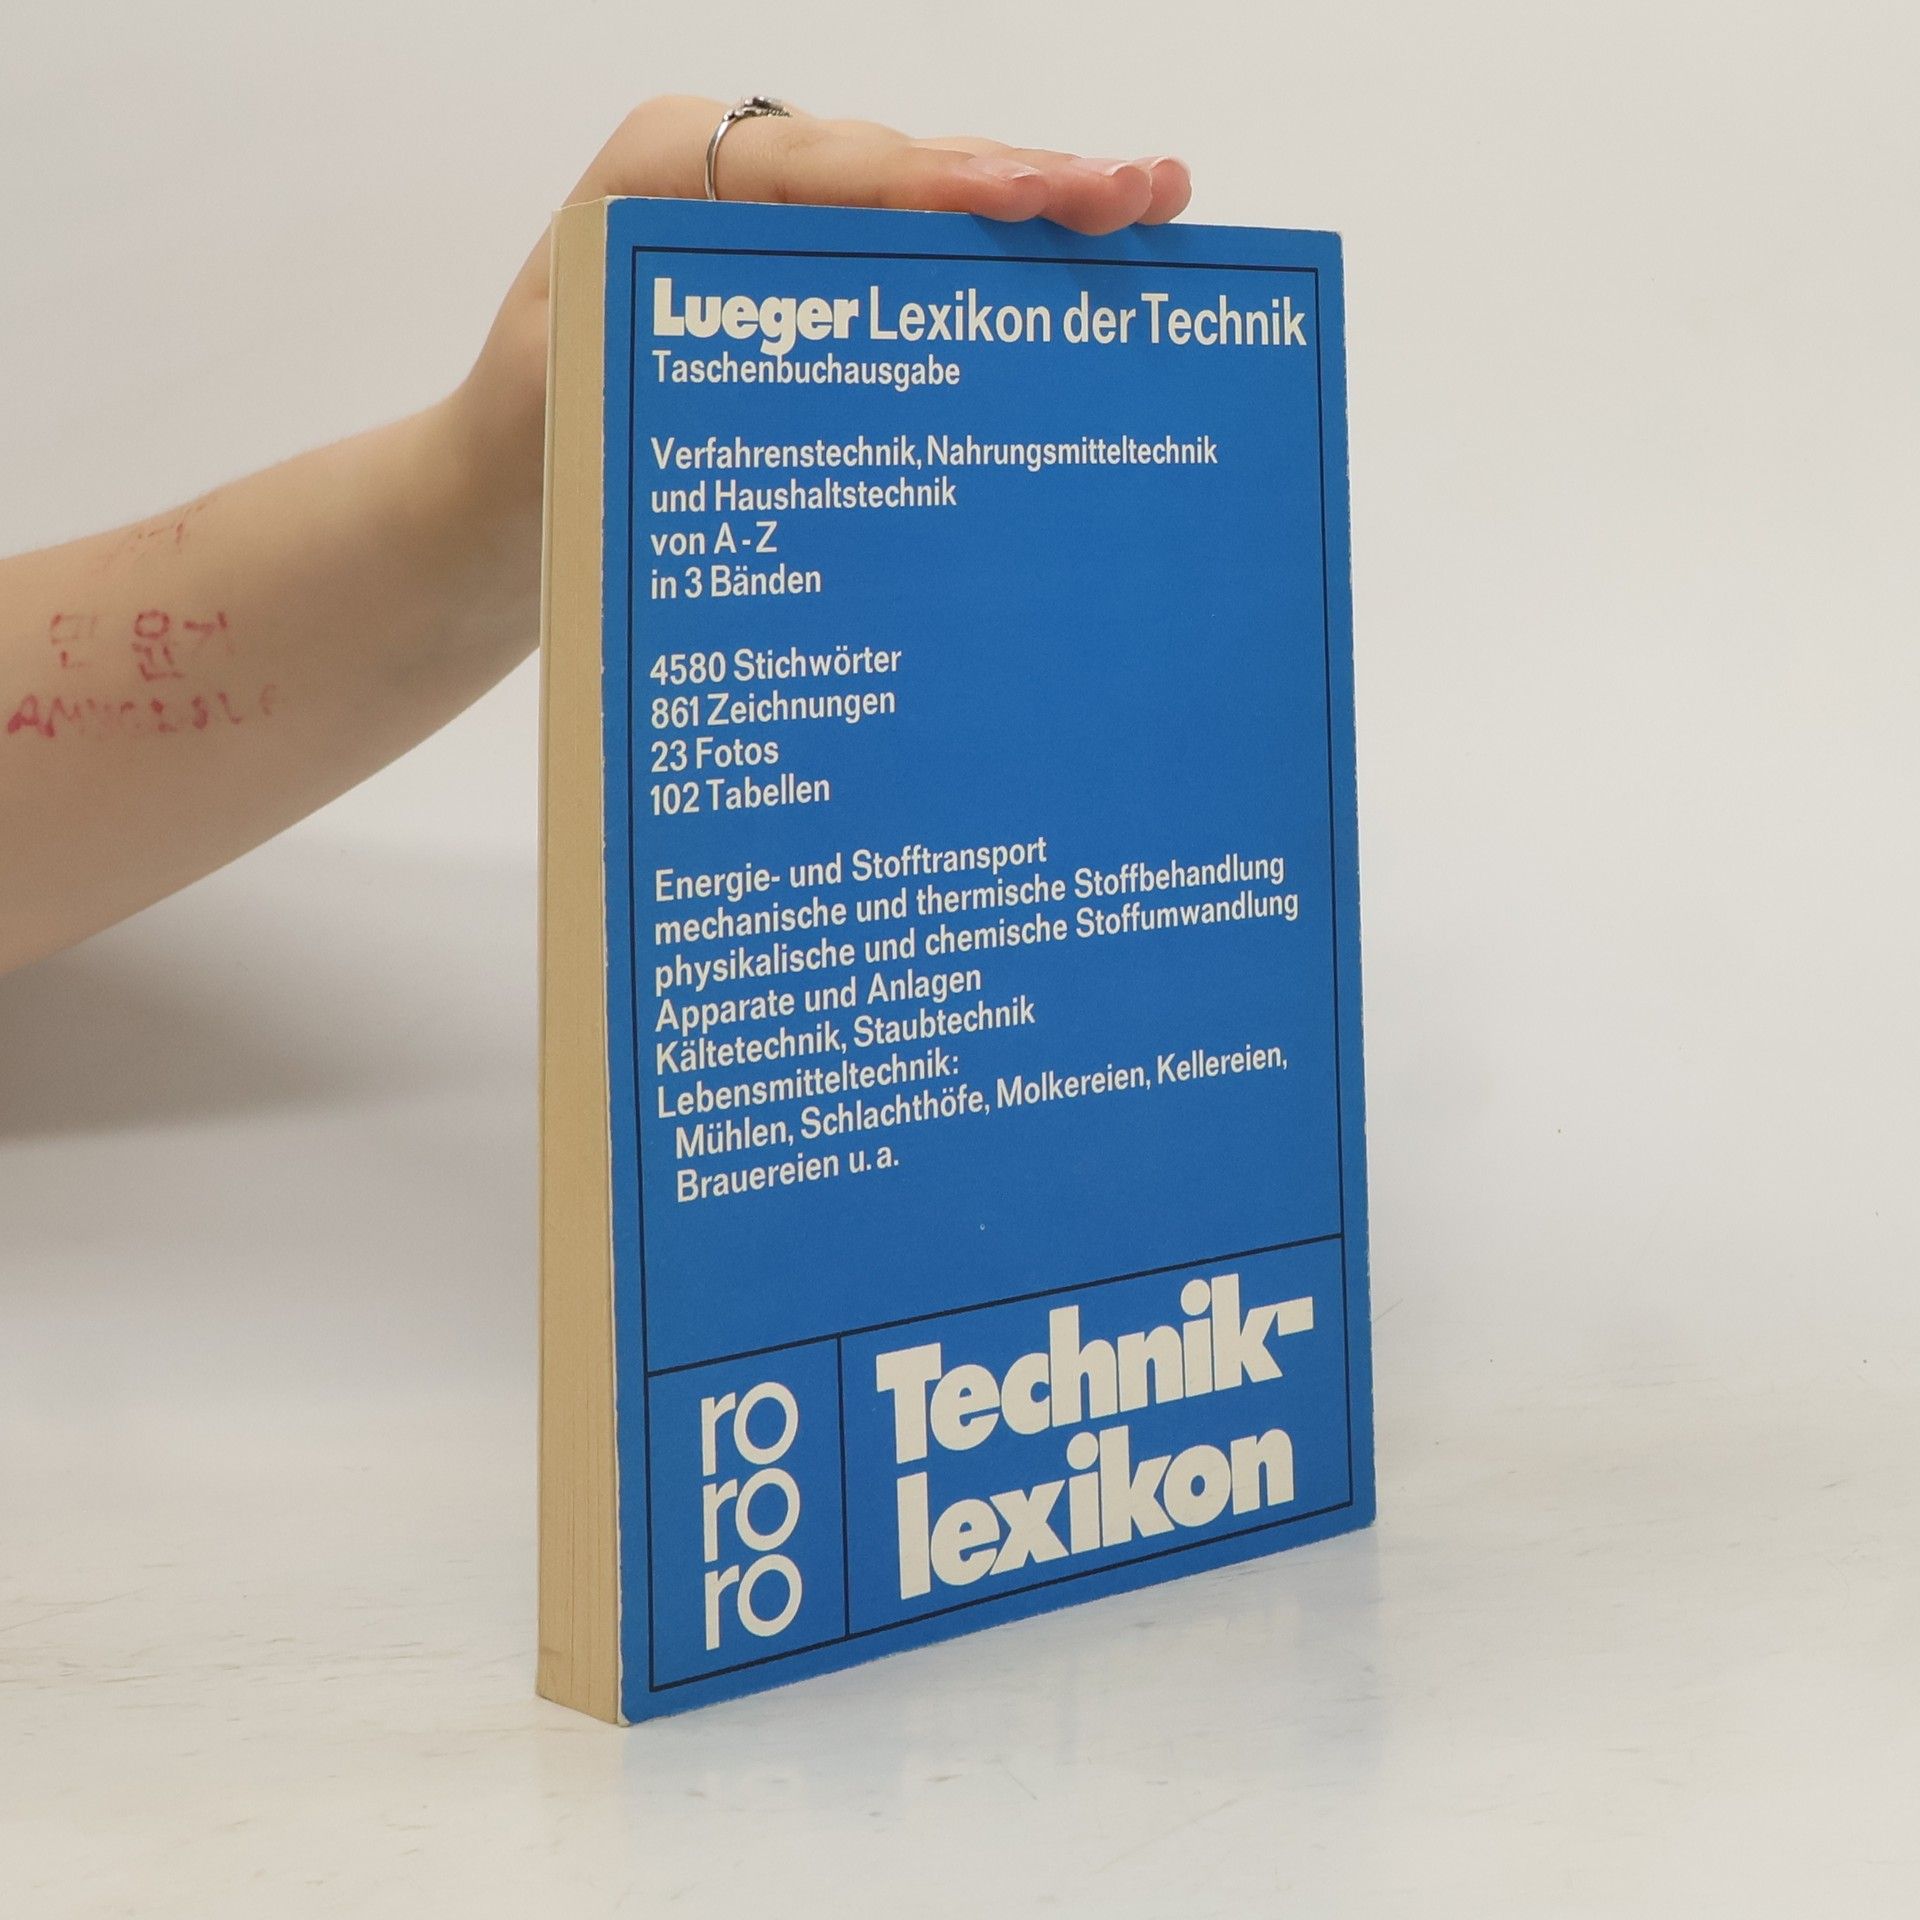 Lueger Lexikon der Technik
Taschenbuchausgabe
Verfahrenstechnik, Nahrungsmitteltechnik
und Haushaltstechnik
von A-Z
in 3 Bänden
4580 Stichwörter
861 Zeichnungen
23 Fotos
102 Tabellen
Energie- und Stofftransport
mechanische und thermische Stoffbehandlung
physikalische und chemische Stoffumwandlung
Apparate und Anlagen
Kältetechnik, Staubtechnik
Lebensmitteltechnik:
Mühlen, Schlachthöfe, Molkereien, Kellereien,
Brauereien u. a.
ro
ro
ro
Technik-
lexikon